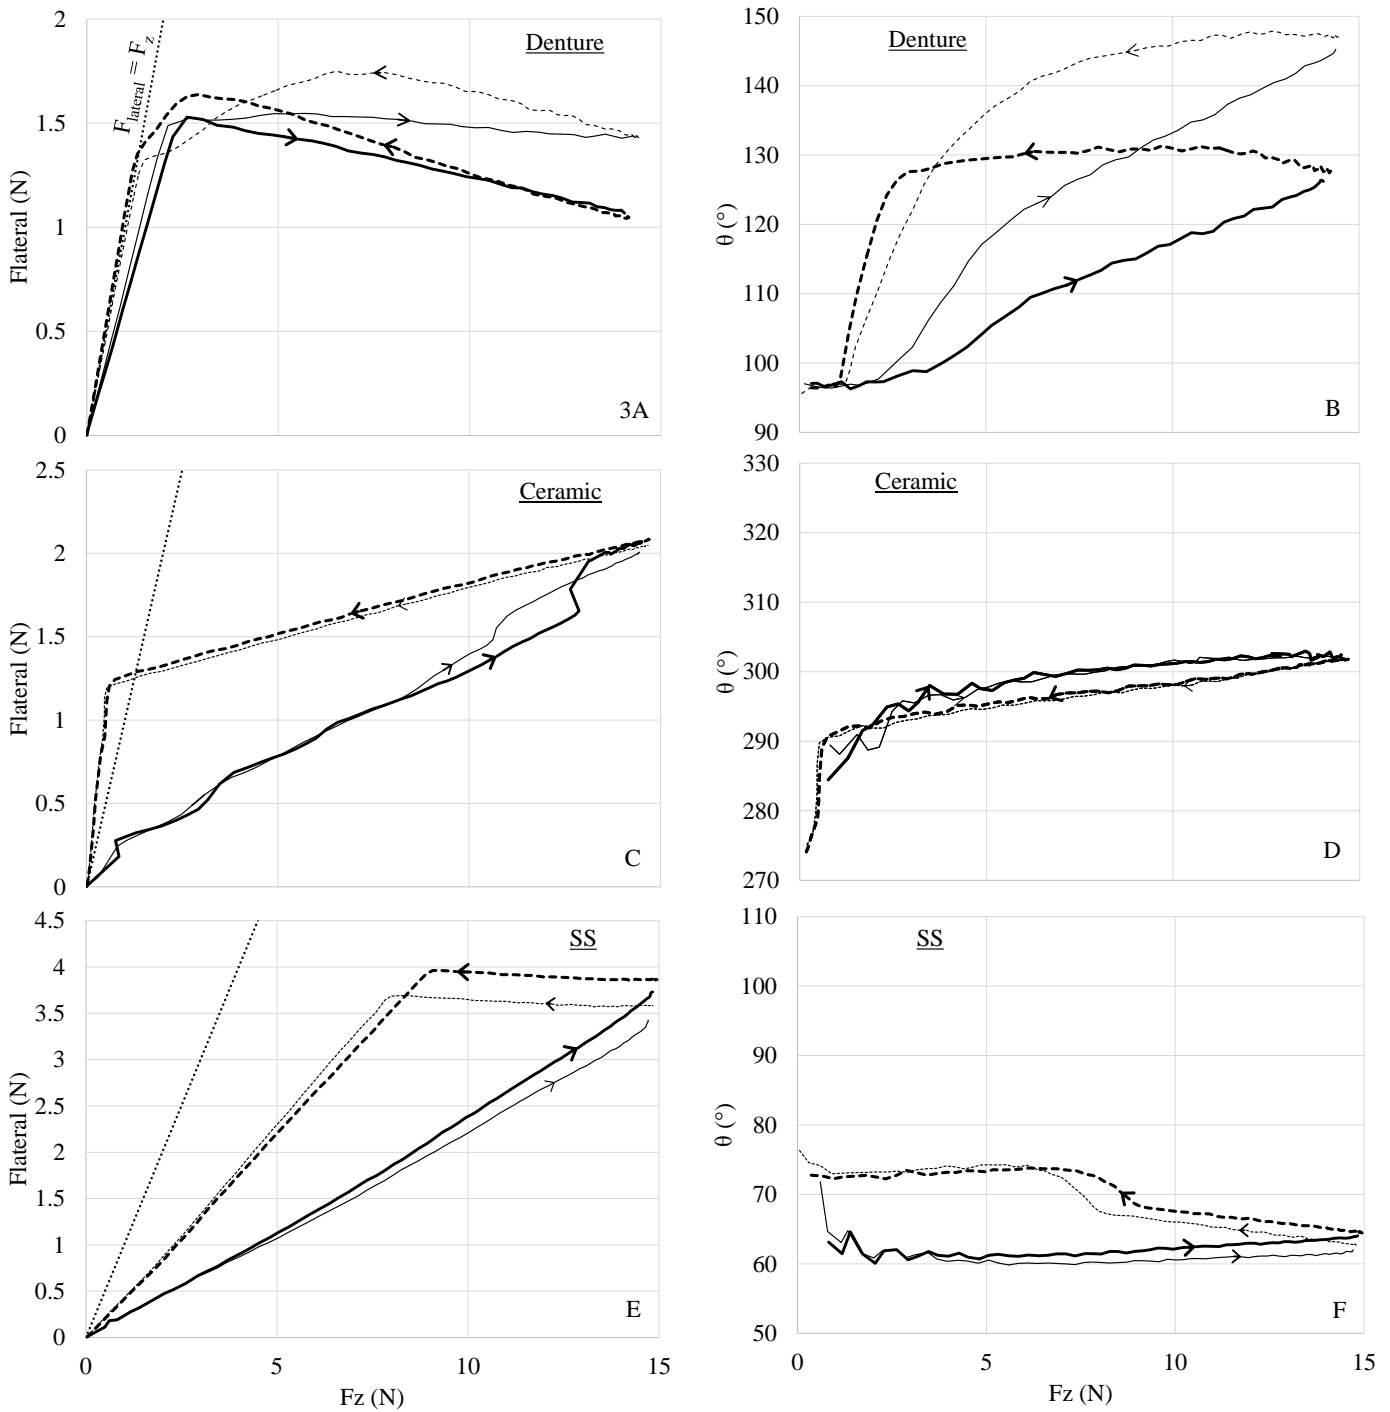 2
1.5
1
0.5
0
Flateral (N)
F_lateral = F_z
Denture
3A
150
140
130
120
110
100
90
θ (°)
Denture
B
2.5
2
1.5
1
0.5
0
Flateral (N)
Ceramic
C
330
320
310
300
290
280
270
θ (°)
Ceramic
D
4.5
4
3.5
3
2.5
2
1.5
1
0.5
0
Flateral (N)
SS
E
0 5 10 15
Fz (N)
110
100
90
80
70
60
50
θ (°)
SS
F
0 5 10 15
Fz (N)